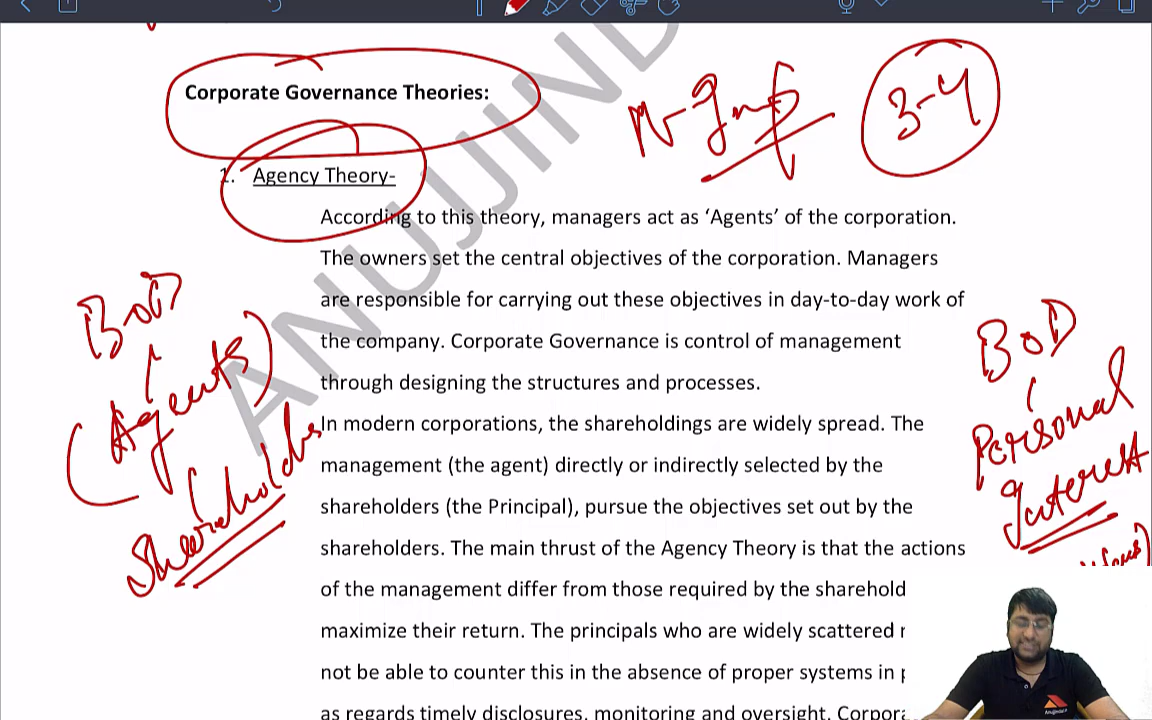 Corporate Governance Theories:
3-4
1. Agency Theory-
According to this theory, managers act as ‘Agents’ of the corporation.
The owners set the central objectives of the corporation. Managers
are responsible for carrying out these objectives in day-to-day work of
the company. Corporate Governance is control of management
through designing the structures and processes.
In modern corporations, the shareholdings are widely spread. The
management (the agent) directly or indirectly selected by the
shareholders (the Principal), pursue the objectives set out by the
shareholders. The main thrust of the Agency Theory is that the actions
of the management differ from those required by the sharehold
maximize their return. The principals who are widely scattered r
not be able to counter this in the absence of proper systems in p
as regards timely disclosures, monitoring and oversight. Corpora
BOD
(Agents)
Shareholders
BOD
Personal
Interest
ANUJJIND